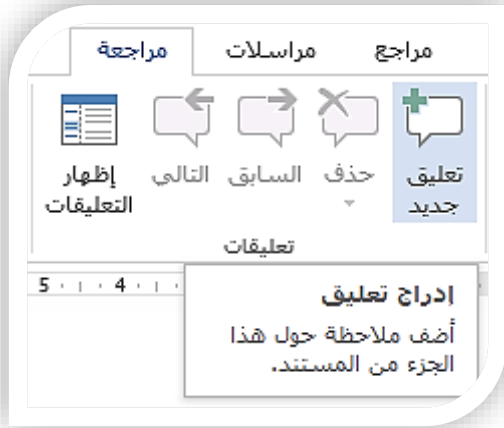 مراجع مراسلات مراجعة
تعليق جديد
حذف
السابق
التالي
إظهار التعليقات
تعليقات
5 4
إدراج تعليق
أضف ملاحظة حول هذا
الجزء من المستند.